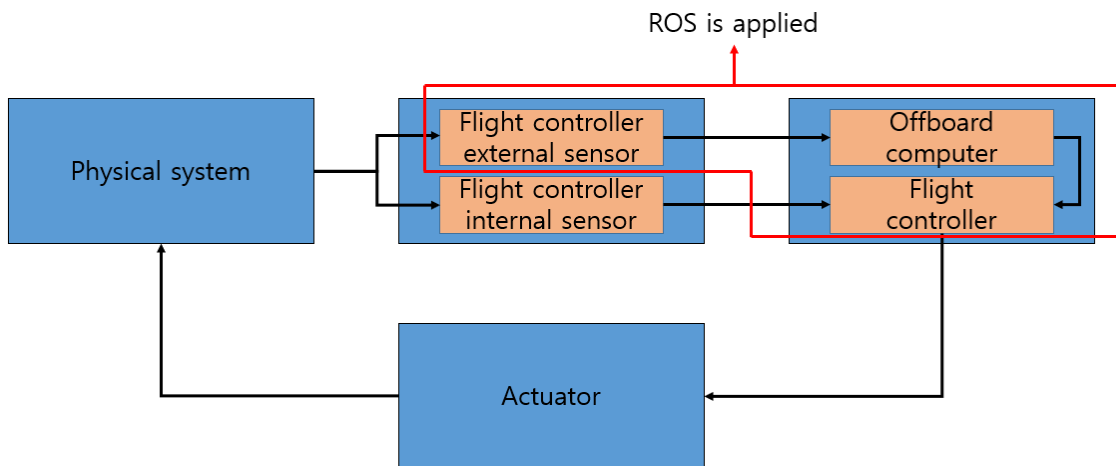 ROS is applied
Physical system
Flight controller
external sensor
Offboard
computer
Flight controller
internal sensor
Flight
controller
Actuator